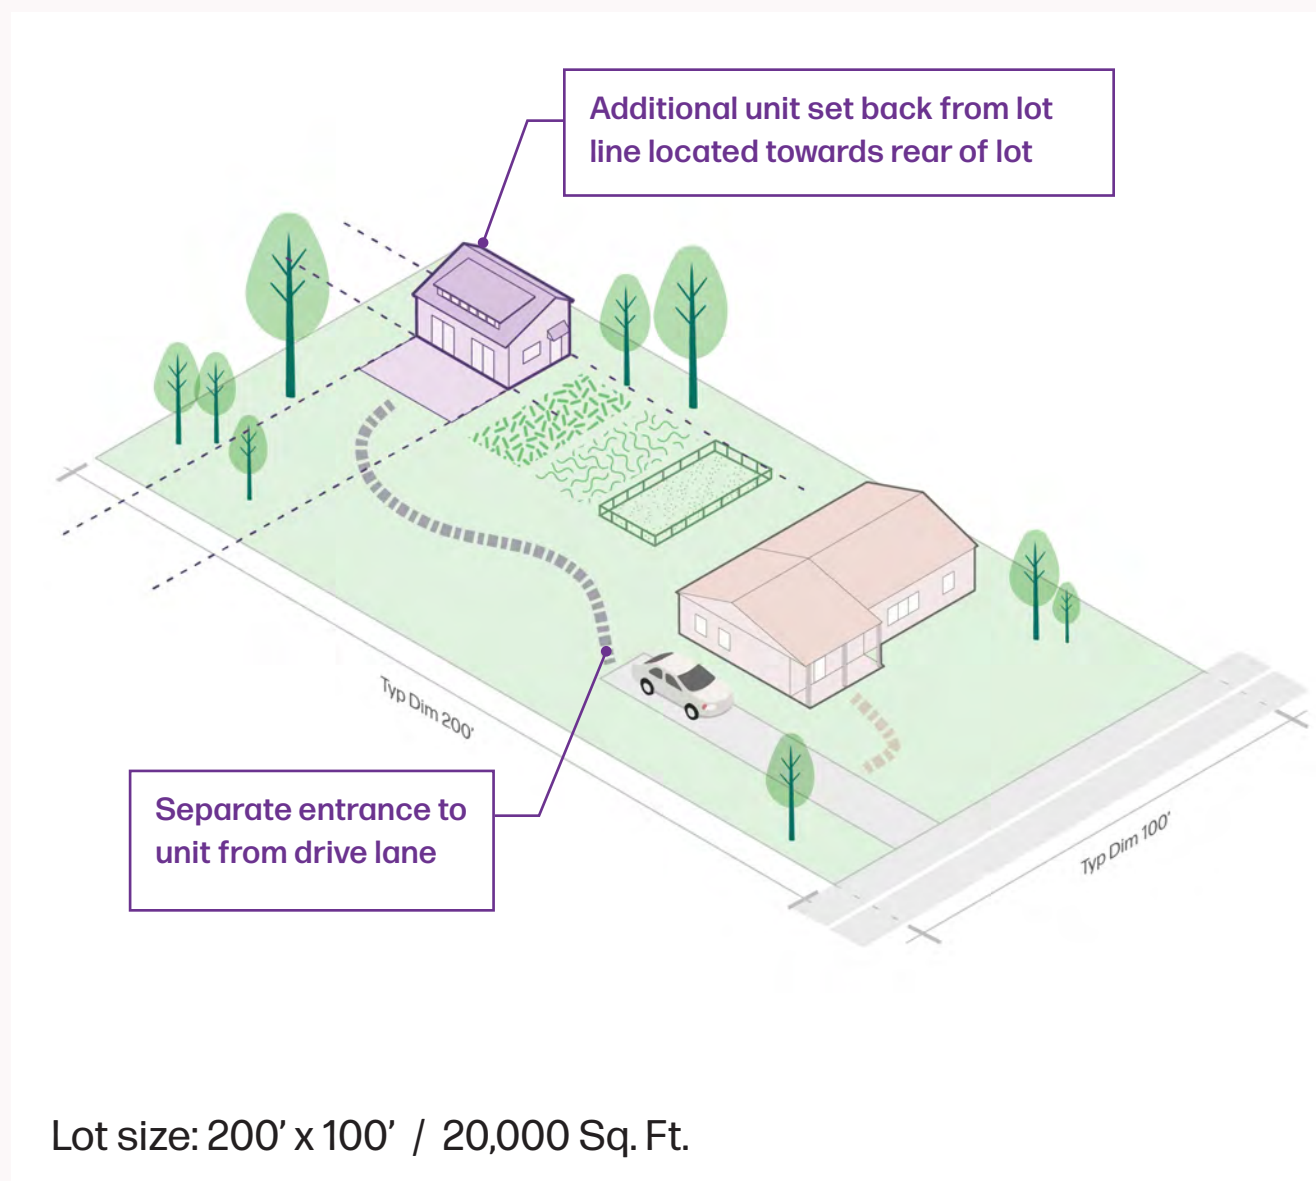 Additional unit set back from lot
line located towards rear of lot
Typ Dim 200'
Separate entrance to
unit from drive lane
Typ Dim 100'
Lot size: 200’ x 100’ / 20,000 Sq. Ft.